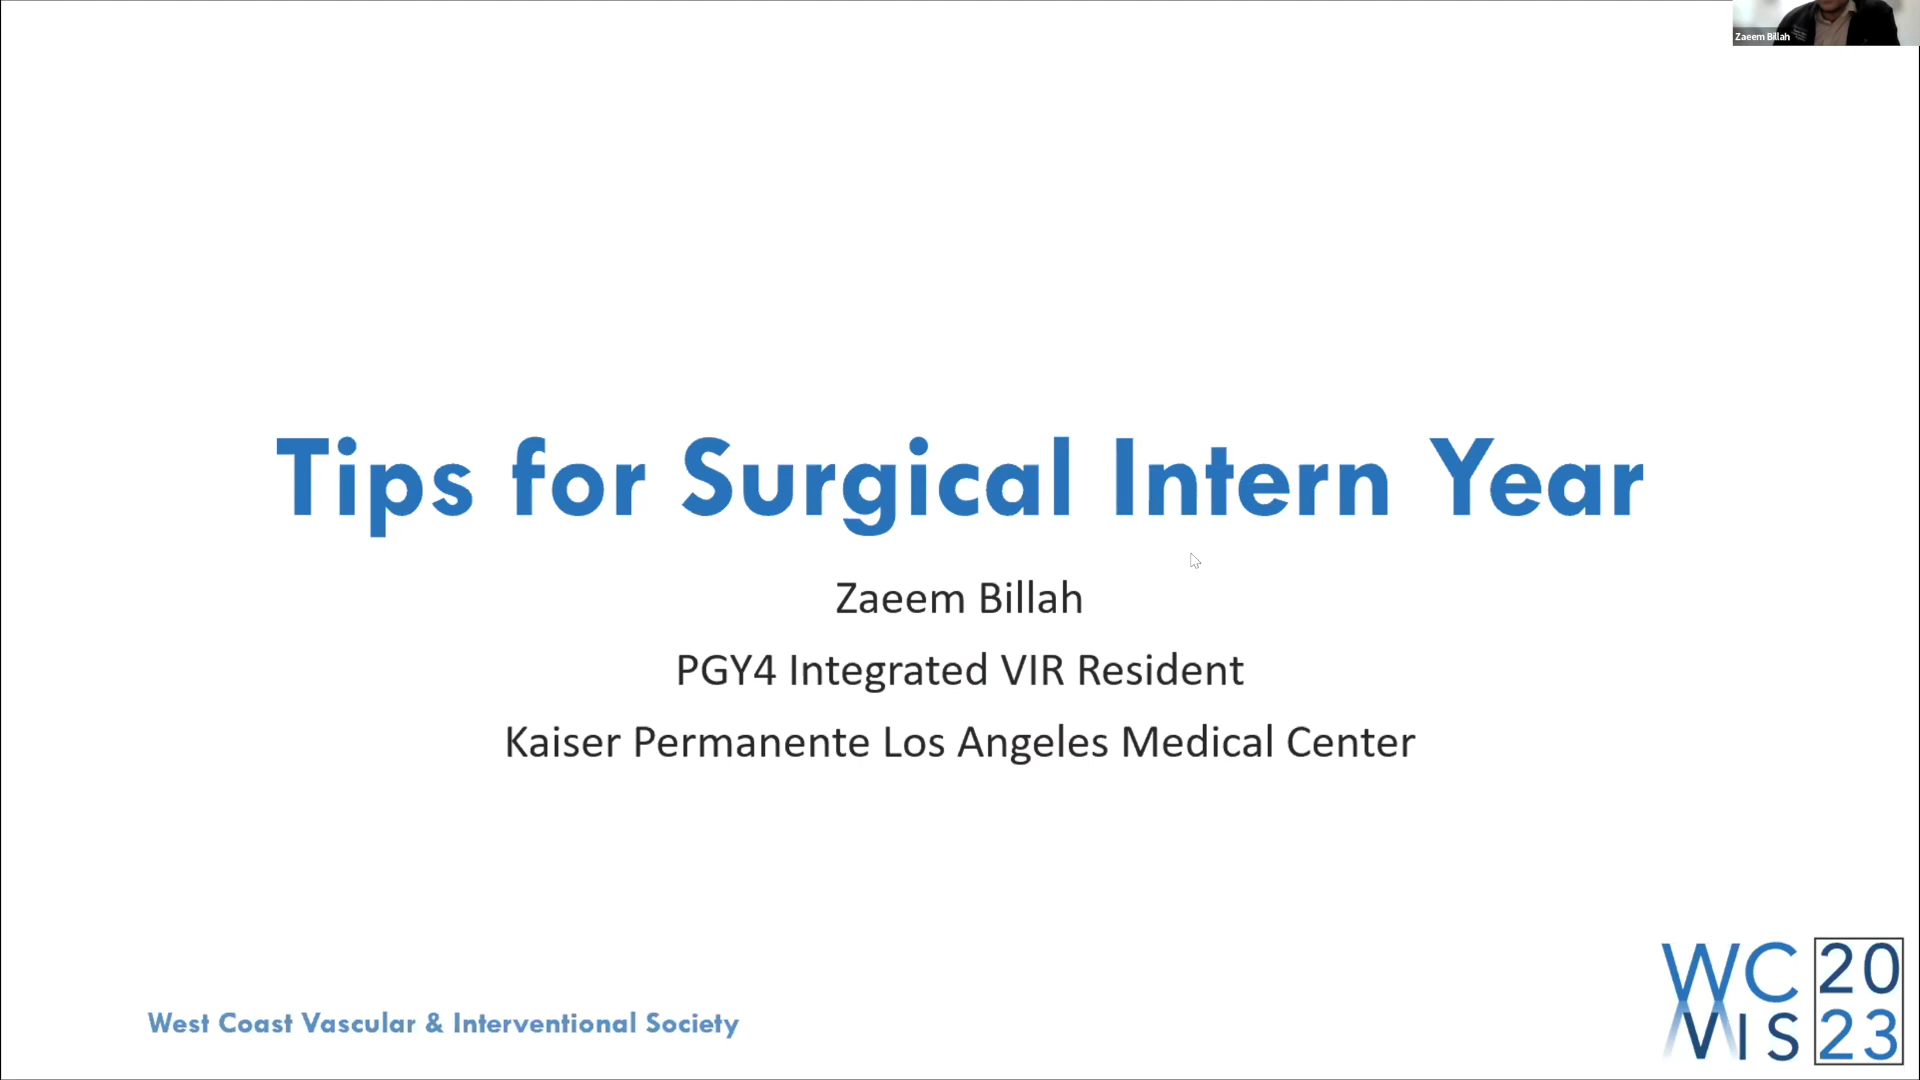 Zaeem Billah
Tips for Surgical Intern Year
Zaeem Billah
PGY4 Integrated VIR Resident
Kaiser Permanente Los Angeles Medical Center
West Coast Vascular & Interventional Society
WC 20
VIS 23